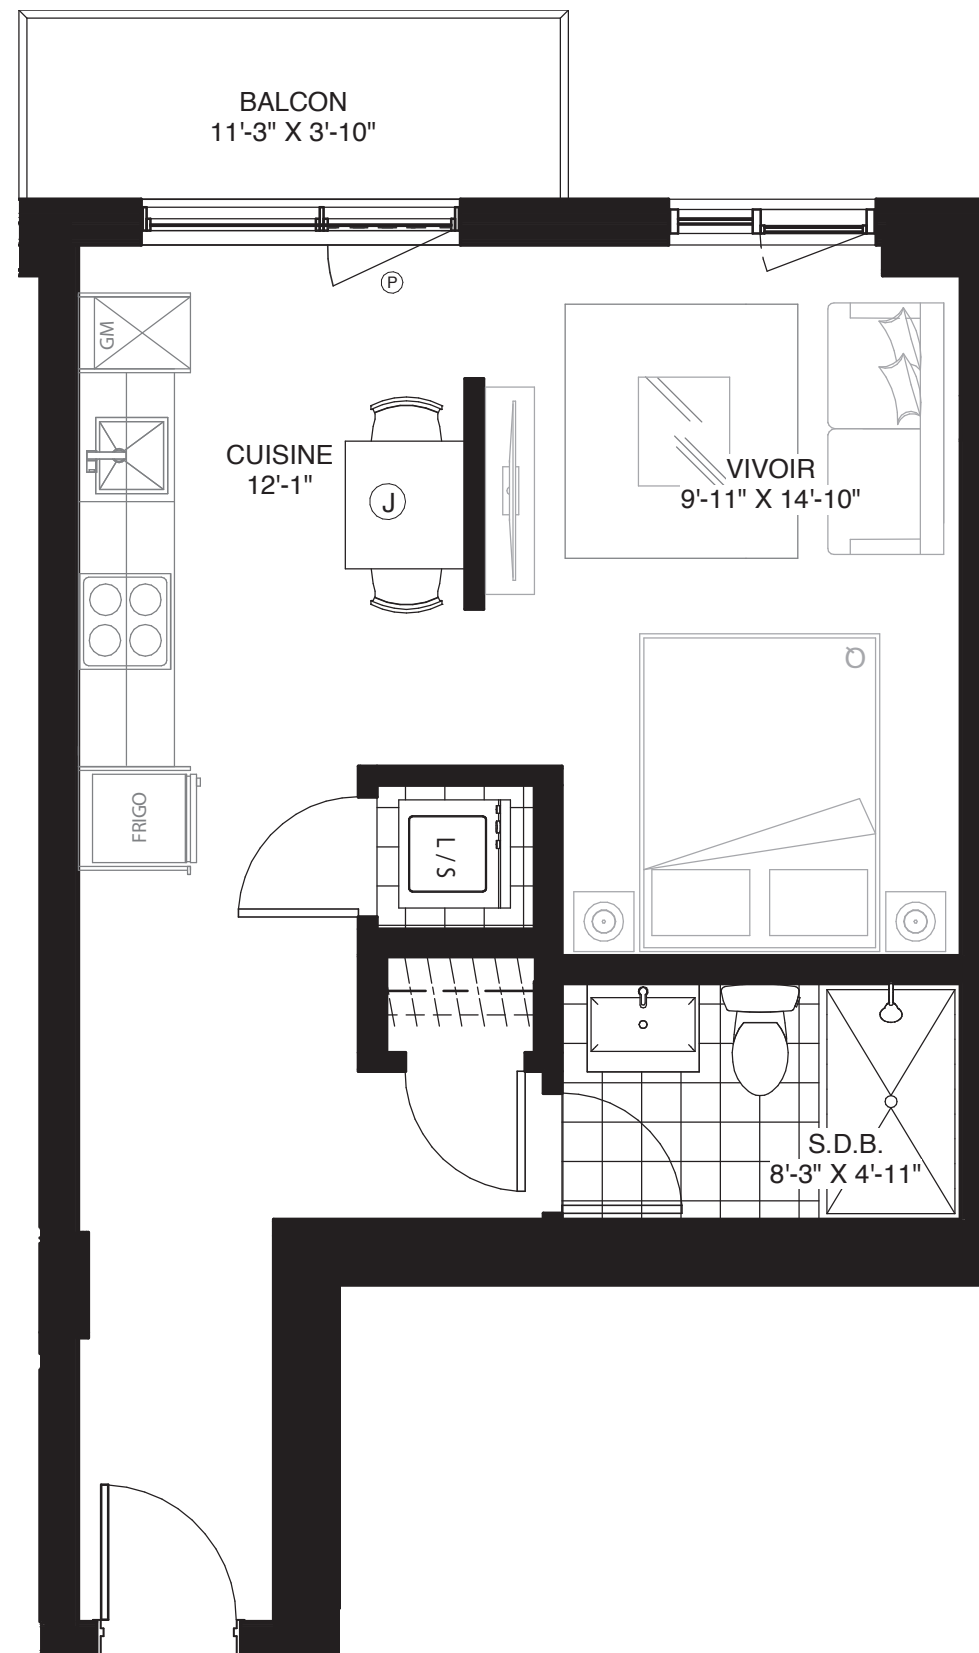 BALCON
11'-3" X 3'-10"
P
GM
CUISINE
12'-1"
J
VIVOIR
9'-11" X 14'-10"
Q
FRIGO
L/S
S.D.B.
8'-3" X 4'-11"